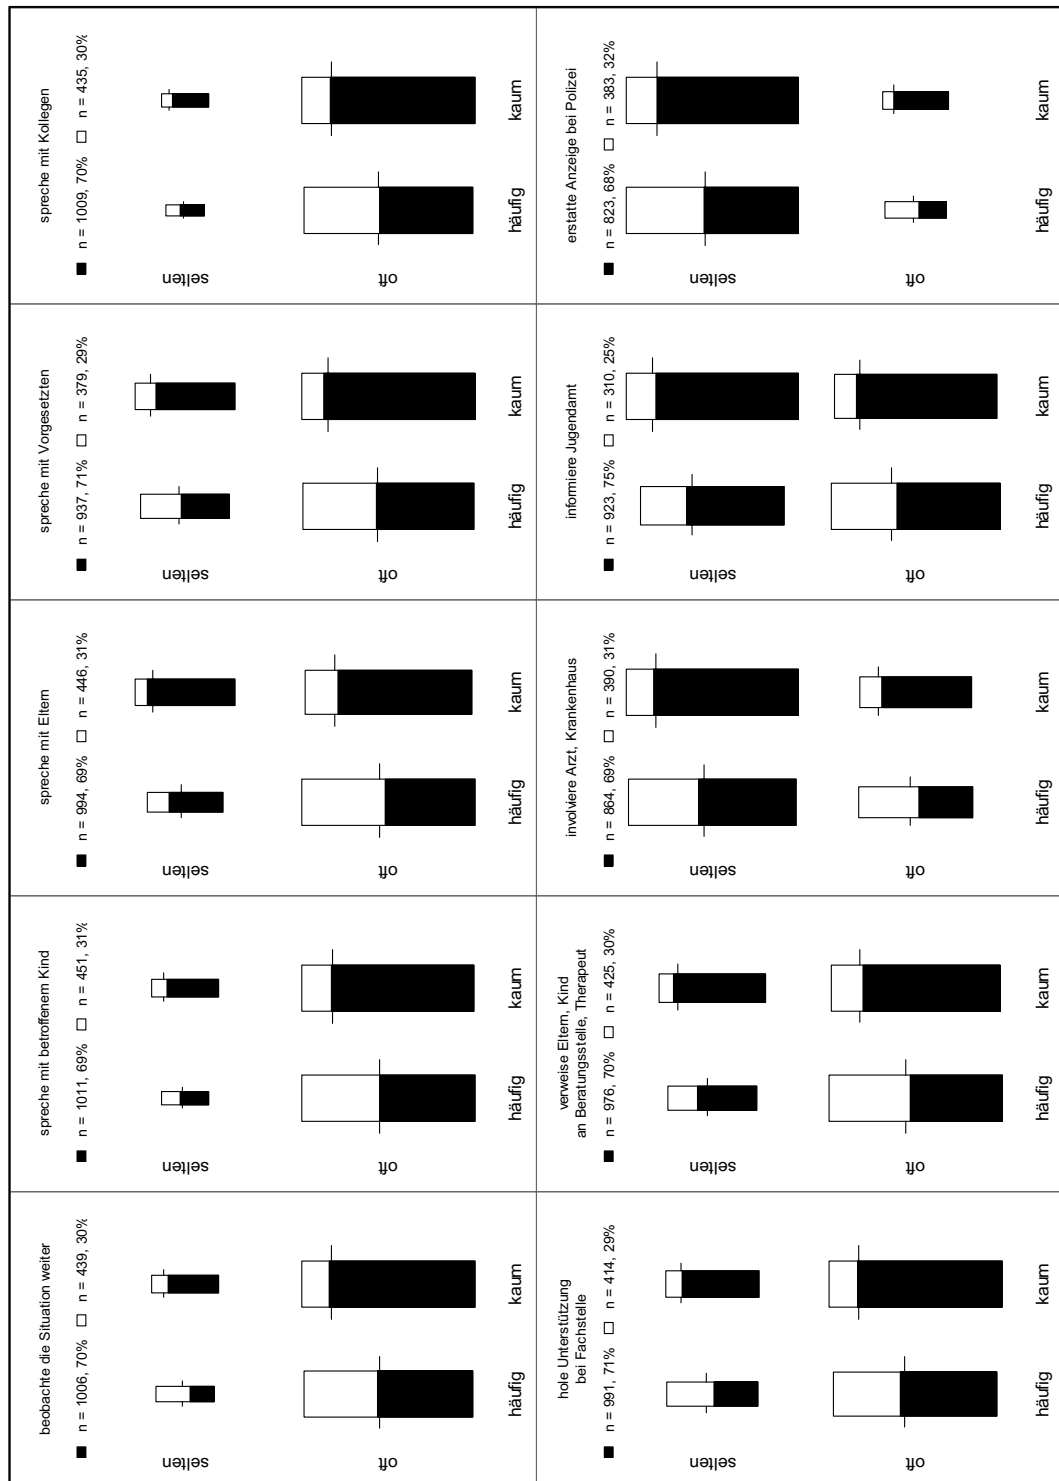 beobachte die Situation weiter
n = 1006, 70% n = 439, 30%
selten
oft
häufig
kaum
spreche mit betroffenem Kind
n = 1011, 69% n = 451, 31%
selten
oft
häufig
kaum
spreche mit Eltern
n = 994, 69% n = 446, 31%
selten
oft
häufig
kaum
spreche mit Vorgesetzten
n = 937, 71% n = 379, 29%
selten
oft
häufig
kaum
spreche mit Kollegen
n = 1009, 70% n = 435, 30%
selten
oft
häufig
kaum
hole Unterstützung
bei Fachstelle
n = 991, 71% n = 414, 29%
selten
oft
häufig
kaum
verweise Eltern, Kind
an Beratungsstelle, Therapeut
n = 976, 70% n = 425, 30%
selten
oft
häufig
kaum
involviere Arzt, Krankenhaus
n = 864, 69% n = 390, 31%
selten
oft
häufig
kaum
informiere Jugendamt
n = 923, 75% n = 310, 25%
selten
oft
häufig
kaum
erstatte Anzeige bei Polizei
n = 823, 68% n = 383, 32%
selten
oft
häufig
kaum